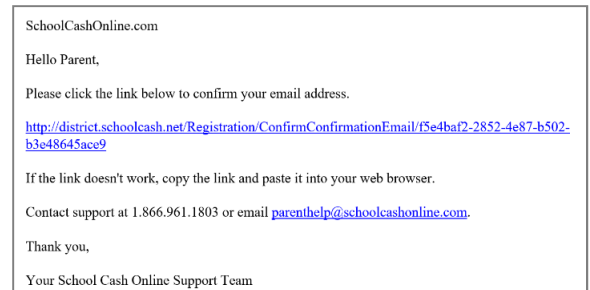 SchoolCashOnline.com
Hello Parent,
Please click the link below to confirm your email address.
http://district.schoolcash.net/Registration/ConfirmConfirmationEmail/f5e4baf2-2852-4e87-b502-
b3e48645ace9
If the link doesn't work, copy the link and paste it into your web browser.
Contact support at 1.866.961.1803 or email parenthelp@schoolcashonline.com.
Thank you,
Your School Cash Online Support Team